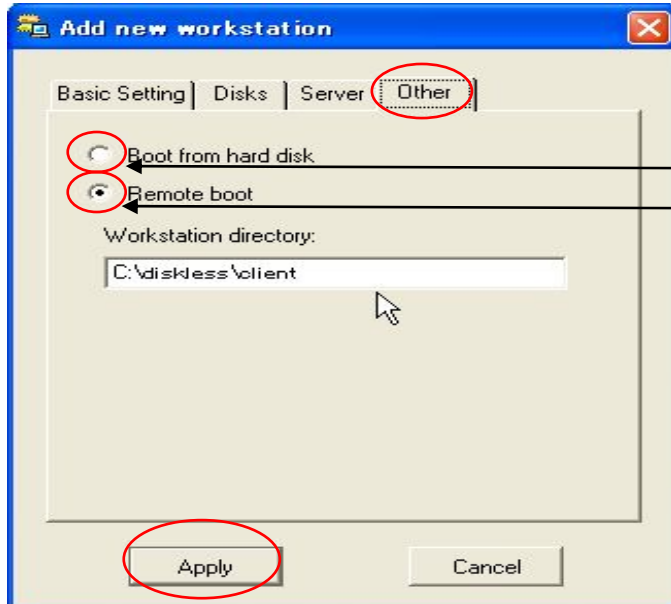 Add new workstation
Basic Setting Disks Server Other
Boot from hard disk
Remote boot
Workstation directory:
C:\diskless\client
Apply Cancel